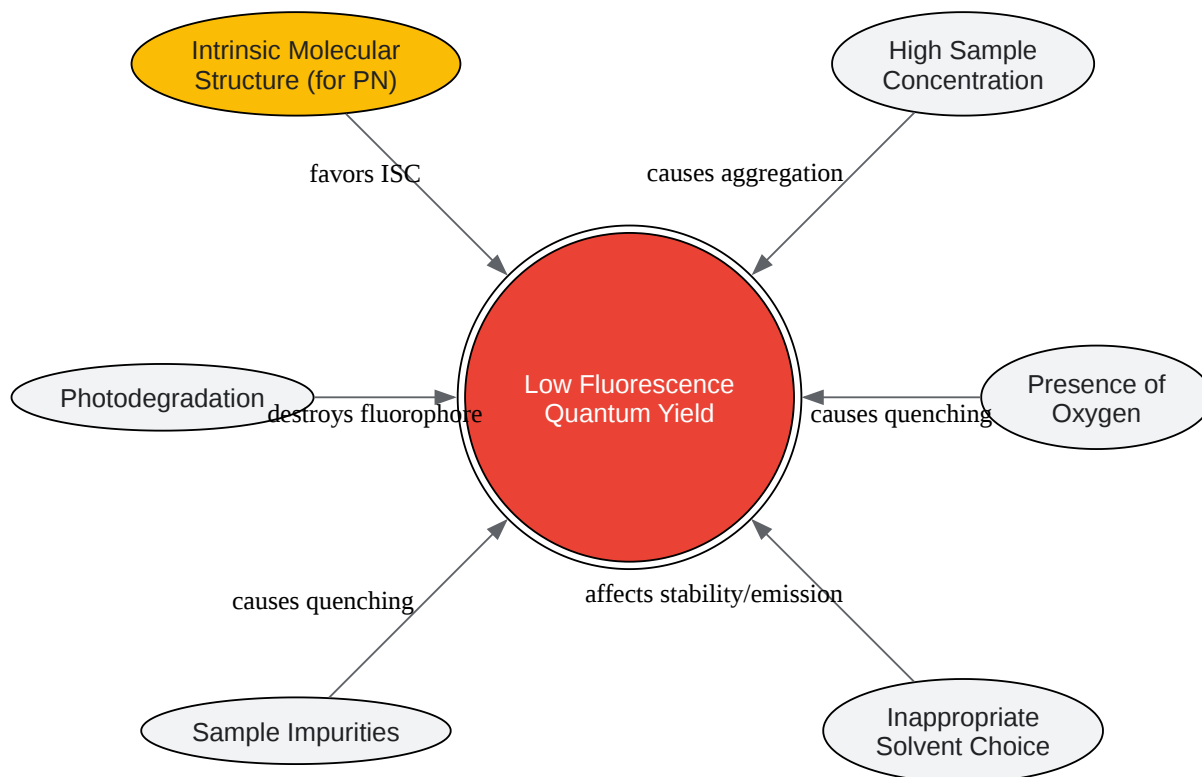 Intrinsic Molecular
Structure (for PN)
High Sample
Concentration
favors ISC
causes aggregation
Photodegradation
destroys fluorophore
Low Fluorescence
Quantum Yield
causes quenching
Presence of
Oxygen
causes quenching
affects stability/emission
Sample Impurities
Inappropriate
Solvent Choice